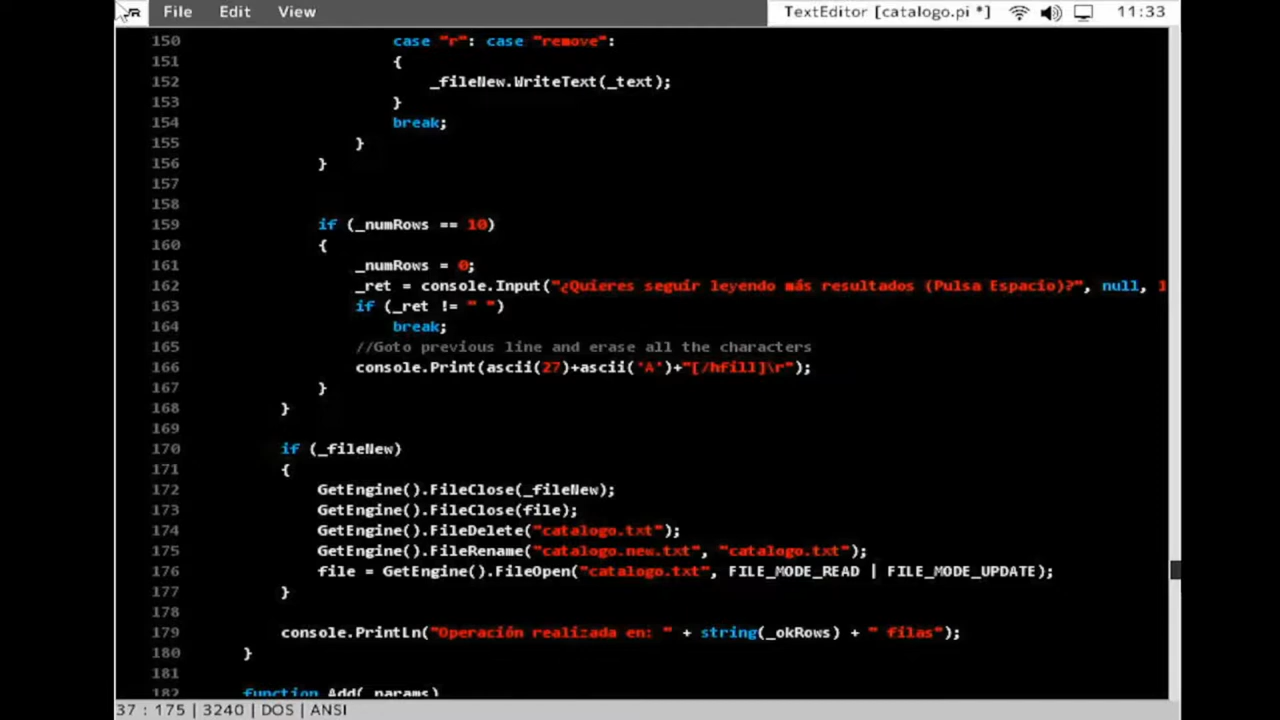 File Edit View TextEditor [catalogo.pi *] 11:33
150 case "r": case "remove":
151 {
152 _fileNew.WriteText(_text);
153 }
154 break;
155 }
156 }
157
158
159 if (_numRows == 10)
160 {
161 _numRows = 0;
162 _ret = console.Input("¿Quieres seguir leyendo más resultados (Pulsa Espacio)?", null, 1
163 if (_ret != " ")
164 break;
165 //Goto previous line and erase all the characters
166 console.Print(ascii(27)+ascii('A')+"[/hfill]\r");
167 }
168 }
169
170 if (_fileNew)
171 {
172 GetEngine().FileClose(_fileNew);
173 GetEngine().FileClose(file);
174 GetEngine().FileDelete("catalogo.txt");
175 GetEngine().FileRename("catalogo.new.txt", "catalogo.txt");
176 file = GetEngine().FileOpen("catalogo.txt", FILE_MODE_READ | FILE_MODE_UPDATE);
177 }
178
179 console.PrintLn("Operación realizada en: " + string(_okRows) + " filas");
180 }
181
182 function Add(_params)
37 : 175 | 3240 | DOS | ANSI